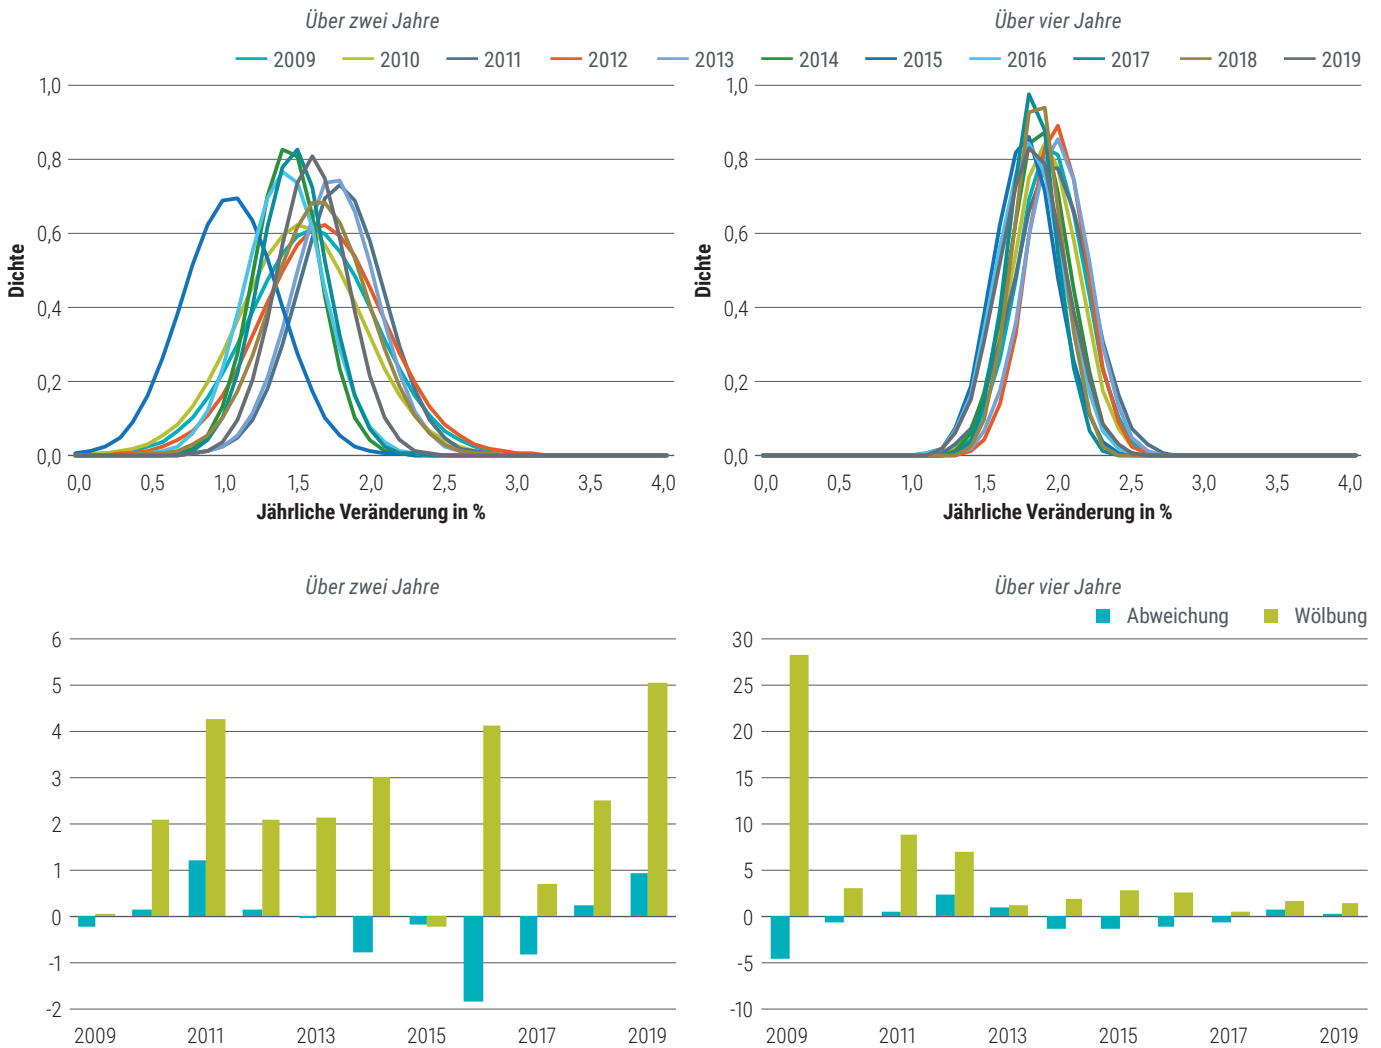 Über zwei Jahre
Über vier Jahre
2009 2010 2011 2012 2013 2014 2015 2016 2017 2018 2019
1,0
0,8
0,6
0,4
0,2
0,0
Dichte
0,0 0,5 1,0 1,5 2,0 2,5 3,0 3,5 4,0
Jährliche Veränderung in %
1,0
0,8
0,6
0,4
0,2
0,0
Dichte
0,0 0,5 1,0 1,5 2,0 2,5 3,0 3,5 4,0
Jährliche Veränderung in %
Über zwei Jahre
Über vier Jahre
Abweichung Wölbung
6
5
4
3
2
1
0
-1
-2
2009 2011 2013 2015 2017 2019
30
25
20
15
10
5
0
-5
-10
2009 2011 2013 2015 2017 2019